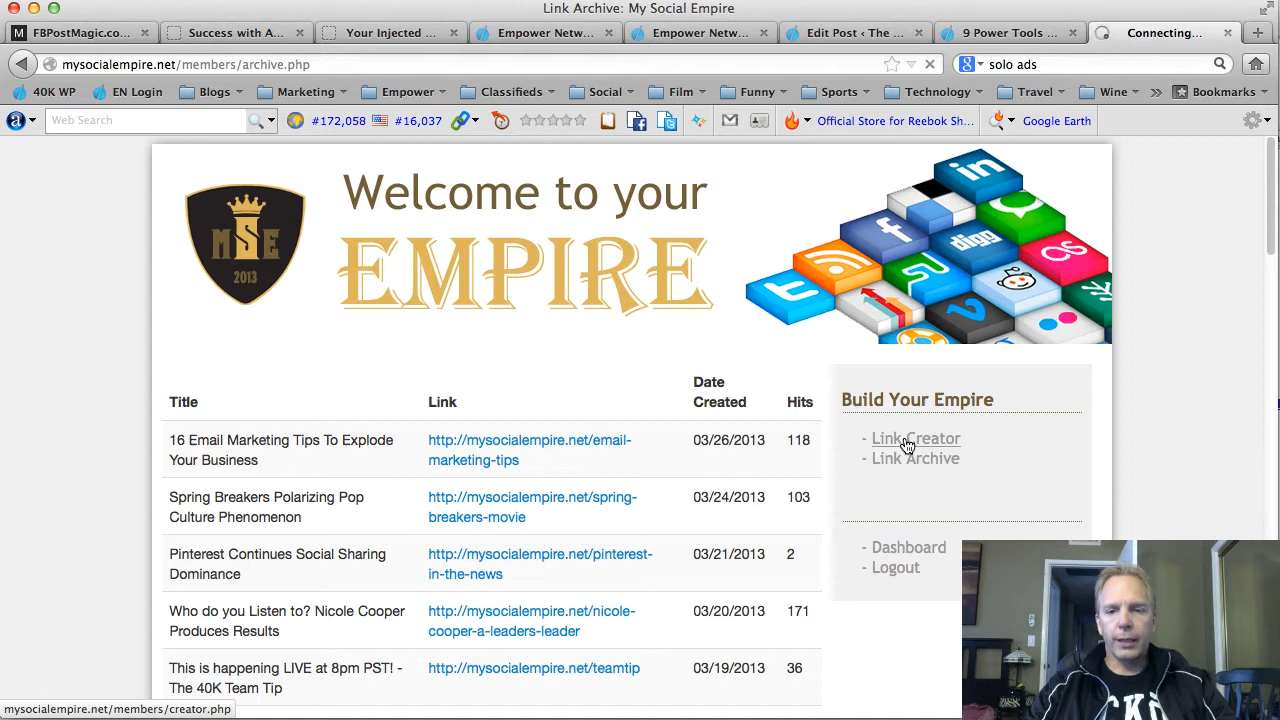 Link Archive: My Social Empire
M FBPostMagic.co...
Success with A...
Your Injected ...
Empower Netw...
Empower Netw...
Edit Post ‹ The ...
9 Power Tools ...
Connecting...
mysocialempire.net/members/archive.php
solo ads
40K WP
EN Login
Blogs
Marketing
Empower
Classifieds
Social
Film
Funny
Sports
Technology
Travel
Wine
Bookmarks
Web Search
#172,058
#16,037
Official Store for Reebok Sh...
Google Earth
MSE
2013
Welcome to your
EMPIRE
in
digg
Title
Link
Date Created
Hits
16 Email Marketing Tips To Explode
Your Business
http://mysocialempire.net/email-
marketing-tips
03/26/2013
118
Spring Breakers Polarizing Pop
Culture Phenomenon
http://mysocialempire.net/spring-
breakers-movie
03/24/2013
103
Pinterest Continues Social Sharing
Dominance
http://mysocialempire.net/pinterest-
in-the-news
03/21/2013
2
Who do you Listen to? Nicole Cooper
Produces Results
http://mysocialempire.net/nicole-
cooper-a-leaders-leader
03/20/2013
171
This is happening LIVE at 8pm PST! -
The 40K Team Tip
http://mysocialempire.net/teamtip
03/19/2013
36
Build Your Empire
- Link Creator
- Link Archive
- Dashboard
- Logout
mysocialempire.net/members/creator.php